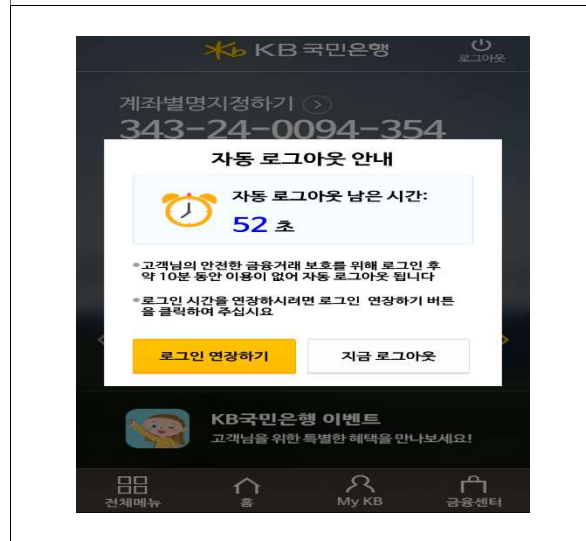 KB국민은행
로그아웃
계좌별명지정하기
343-24-0094-354
자동 로그아웃 안내
자동 로그아웃 남은 시간:
52 초
고객님의 안전한 금융거래 보호를 위해 로그인 후
약 10분 동안 이용이 없어 자동 로그아웃 됩니다
로그인 시간을 연장하시려면 로그인 연장하기 버튼
을 클릭하여 주십시요
로그인 연장하기
지금 로그아웃
KB국민은행 이벤트
고객님을 위한 특별한 혜택을 만나보세요!
전체메뉴
홈
My KB
금융센터